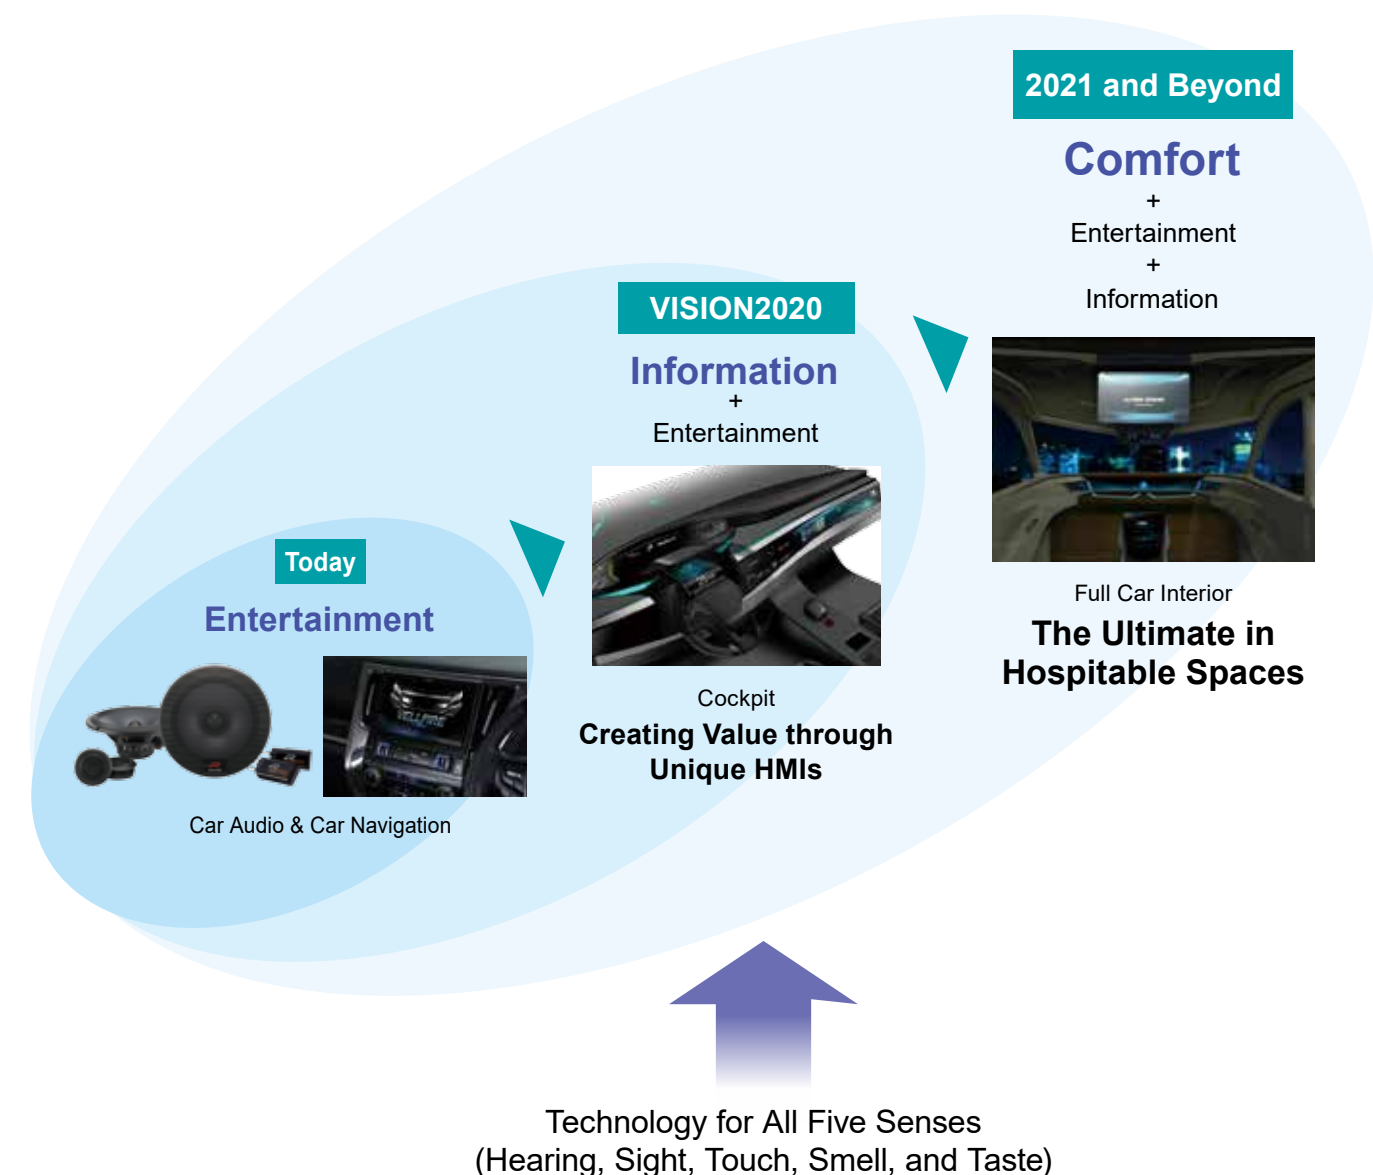 2021 and Beyond
Comfort
+
Entertainment
+
Information
VISION2020
Information
+
Entertainment
Today
Entertainment
Car Audio & Car Navigation
Cockpit
Creating Value through
Unique HMIs
Full Car Interior
The Ultimate in
Hospitable Spaces
Technology for All Five Senses
(Hearing, Sight, Touch, Smell, and Taste)